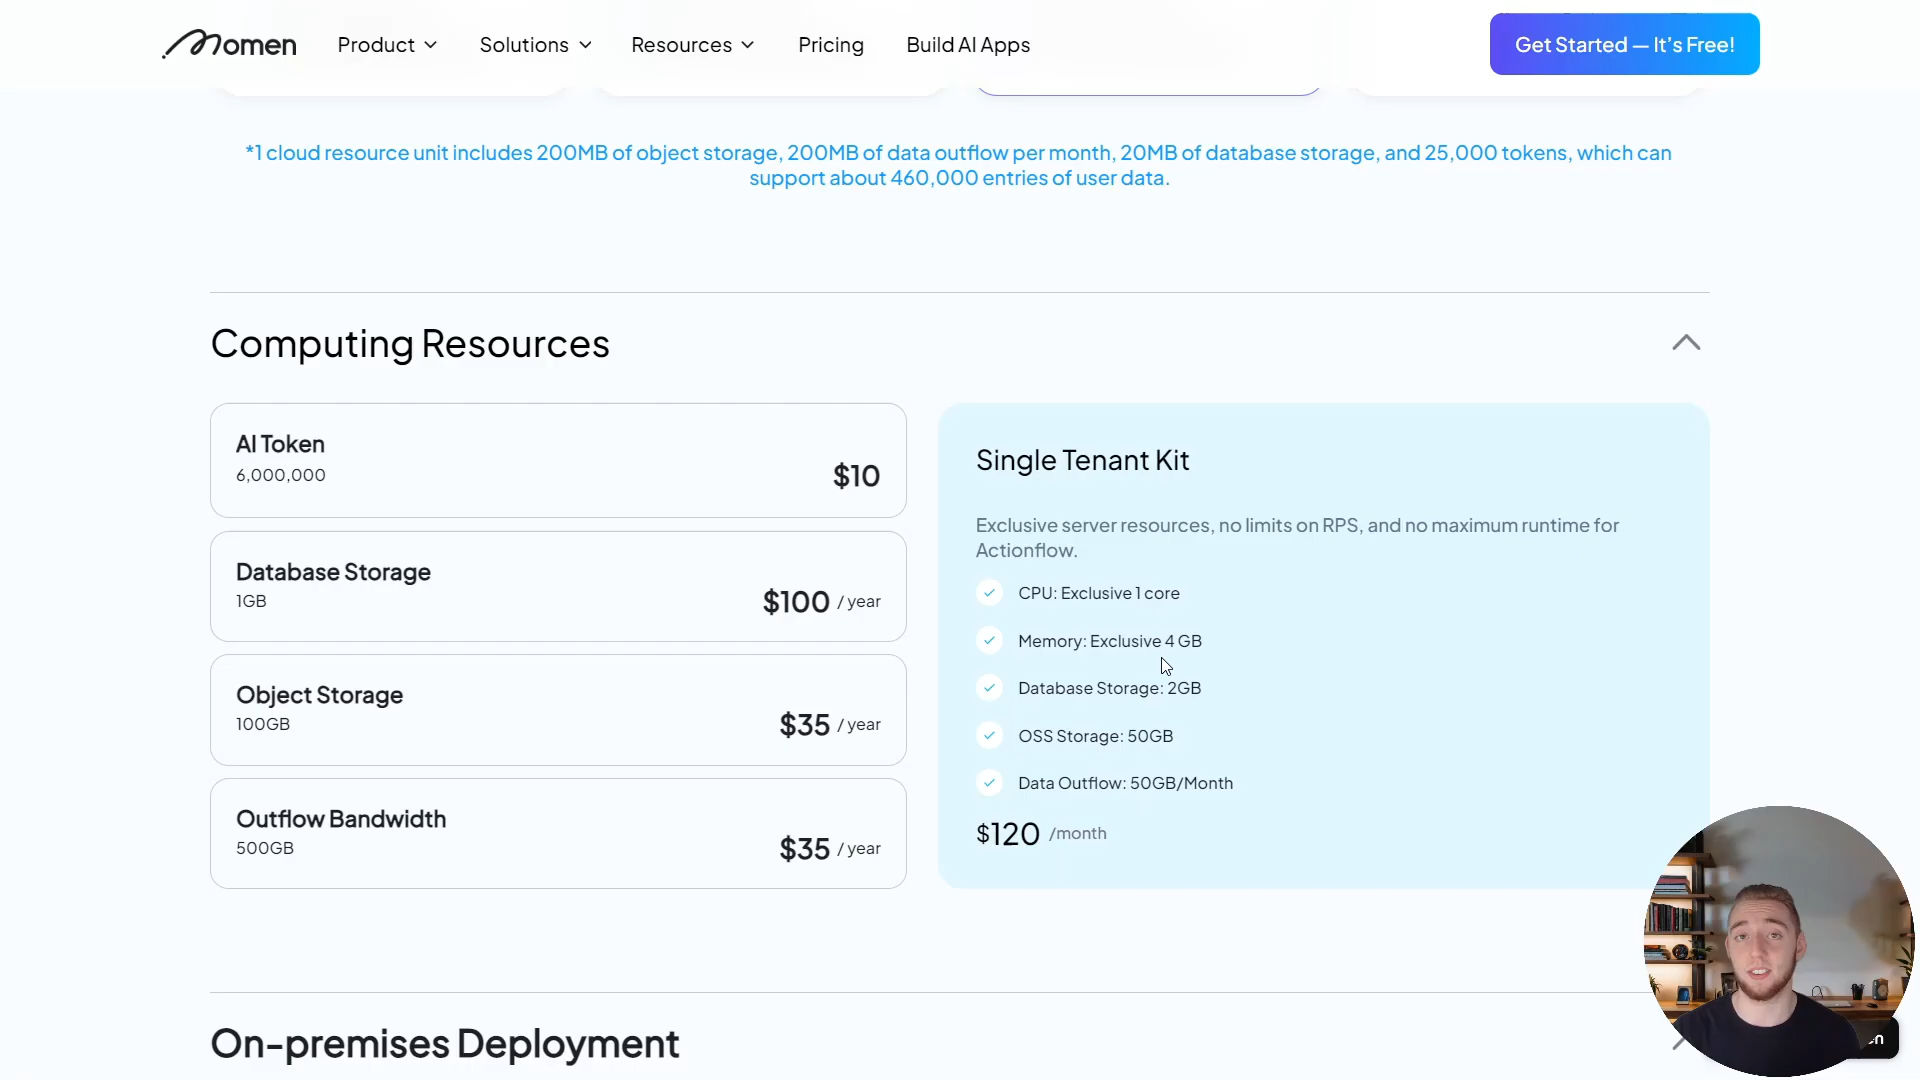 Momen
Product
Solutions
Resources
Pricing
Build AI Apps
Get Started — It's Free!
*1 cloud resource unit includes 200MB of object storage, 200MB of data outflow per month, 20MB of database storage, and 25,000 tokens, which can
support about 460,000 entries of user data.
Computing Resources
AI Token
6,000,000
$10
Database Storage
1GB
$100 / year
Object Storage
100GB
$35 / year
Outflow Bandwidth
500GB
$35 / year
Single Tenant Kit
Exclusive server resources, no limits on RPS, and no maximum runtime for
Actionflow.
CPU: Exclusive 1 core
Memory: Exclusive 4 GB
Database Storage: 2GB
OSS Storage: 50GB
Data Outflow: 50GB/Month
$120 /month
On-premises Deployment